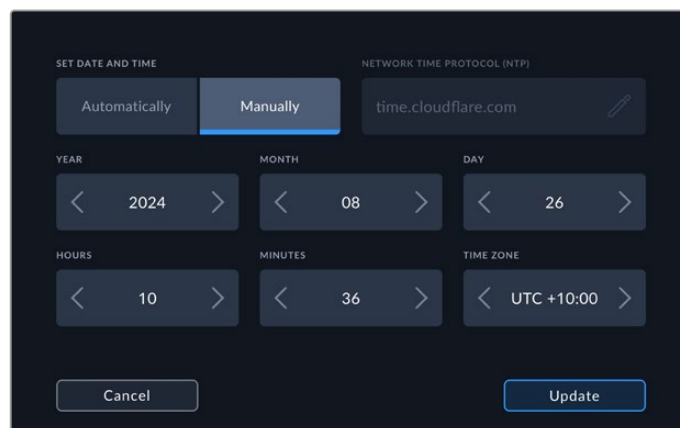 SET DATE AND TIME
NETWORK TIME PROTOCOL (NTP)
Automatically
Manually
time.cloudflare.com
YEAR
MONTH
DAY
2024
08
26
HOURS
MINUTES
TIME ZONE
10
36
UTC +10:00
Cancel
Update